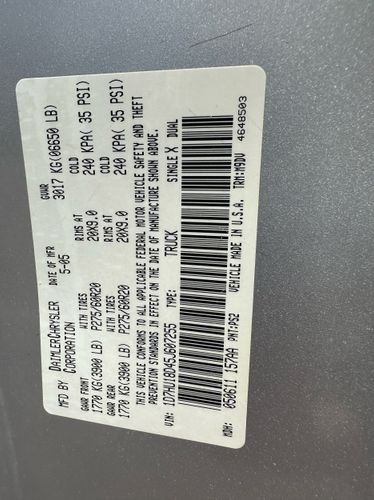 MFD BY DAIMLERCHRYSLER CORPORATION DATE OF MFR 5-05 GVWR 3017 KG(06650 LB)
GAWR FRONT WITH TIRES RIMS AT COLD
1770 KG(3900 LB) P275/60R20 20X9.0 240 KPA( 35 PSI)
GAWR REAR WITH TIRES RIMS AT COLD
1770 KG(3900 LB) P275/60R20 20X9.0 240 KPA( 35 PSI)
THIS VEHICLE CONFORMS TO ALL APPLICABLE FEDERAL MOTOR VEHICLE SAFETY AND THEFT
PREVENTION STANDARDS IN EFFECT ON THE DATE OF MANUFACTURE SHOWN ABOVE.
VIN: 1D7HU18D45J607255 TYPE: TRUCK SINGLE X DUAL
MDH: 050611 157AA PNT:PS2 VEHICLE MADE IN U.S.A. TRM:M9DV
4648503